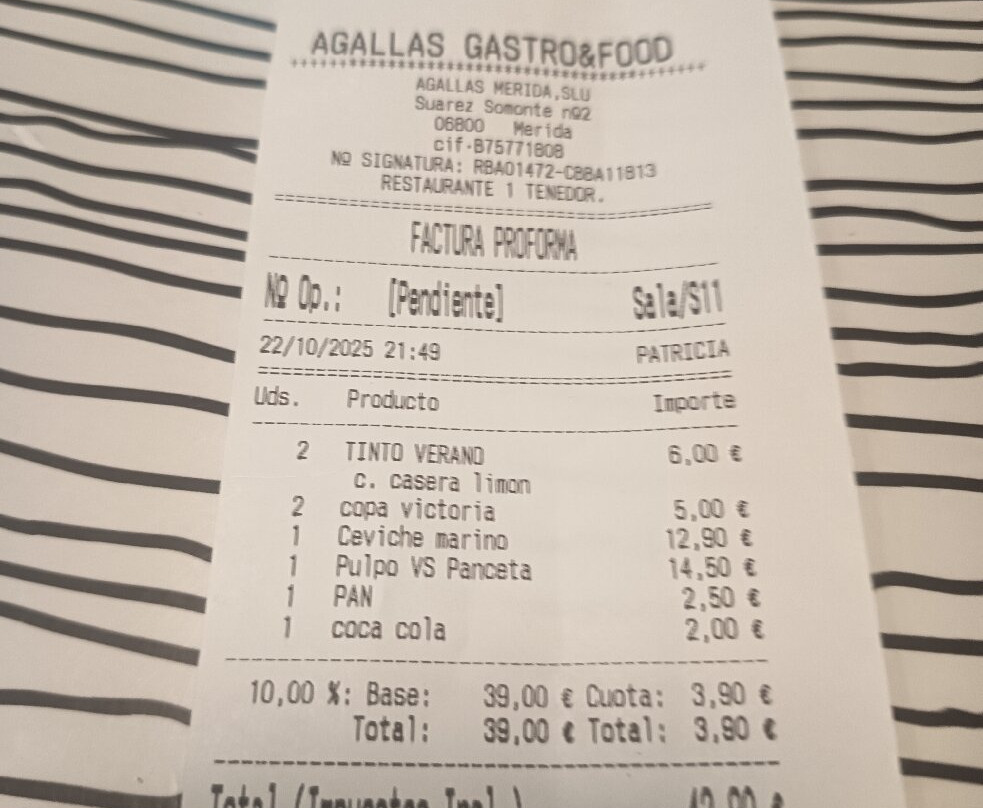 AGALLAS GASTRO&FOOD
++++++++++++++++++++++++++++++++++++++++
AGALLAS MERIDA,SLU
Suarez Somonte nº2
06800 Merida
cif-B75771808
Nº SIGNATURA: RBA01472-CBBA11813
RESTAURANTE 1 TENEDOR.
FACTURA PROFORMA
Nº Op.: [Pendiente] Sala/S11
22/10/2025 21:49 PATRICIA
Uds. Producto Importe
2 TINTO VERANO 6,00 €
c. casera limon
2 copa victoria 5,00 €
1 Ceviche marino 12,90 €
1 Pulpo VS Panceta 14,50 €
1 PAN 2,50 €
1 coca cola 2,00 €
10,00 %: Base: 39,00 € Cuota: 3,90 €
Total: 39,00 € Total: 3,90 €
Total (Impuestos Incl.)